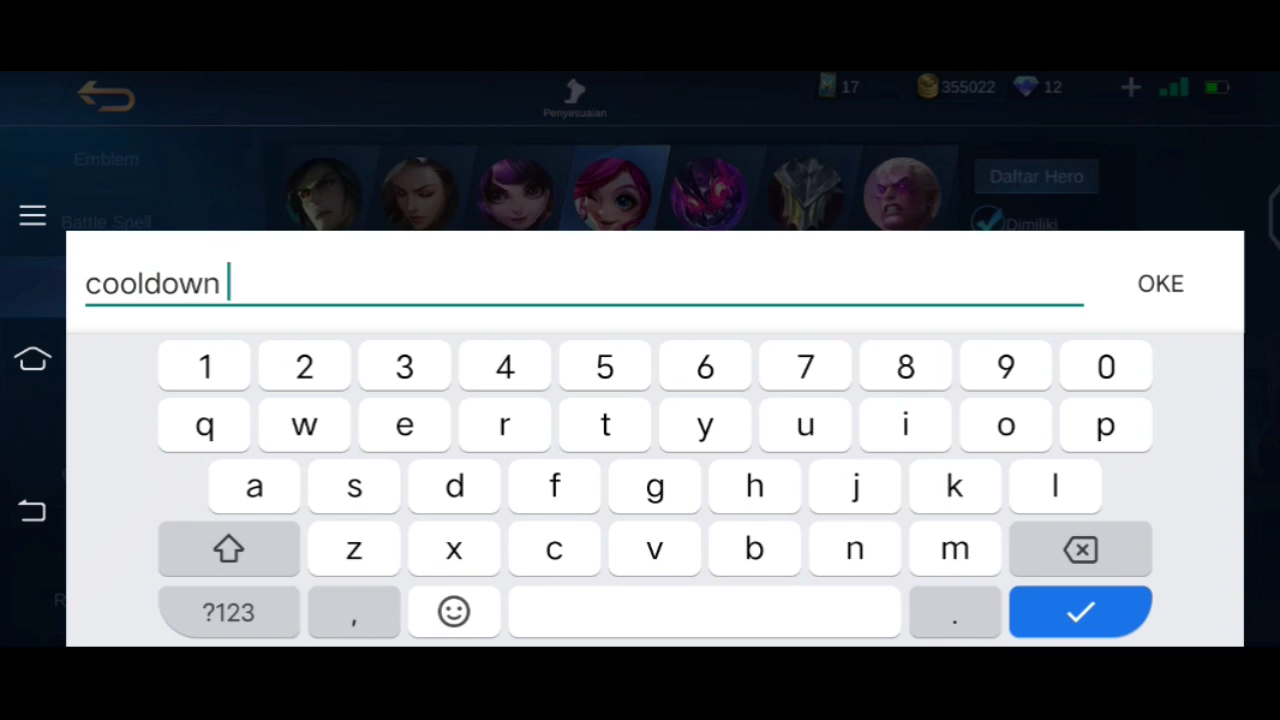 17 355022 12
Penyesuaian
Emblem
Daftar Hero
Battle Spell
Dimiliki
cooldown
OKE
1 2 3 4 5 6 7 8 9 0
q w e r t y u i o p
a s d f g h j k l
z x c v b n m
R
?123 , .